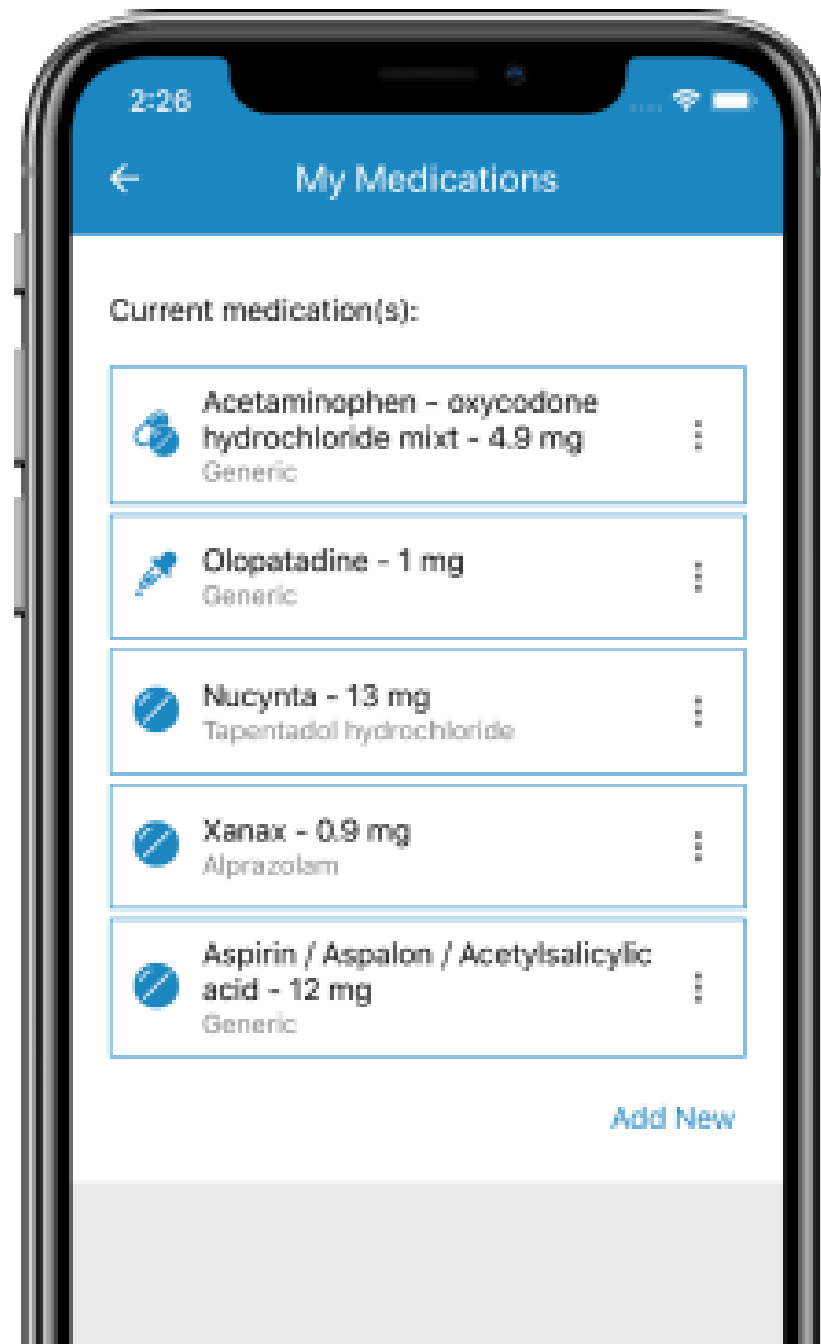 2:26
My Medications
Current medication(s):
Acetaminophen - oxycodone
hydrochloride mixt - 4.9 mg
Generic
Olopatadine - 1 mg
Generic
Nucynta - 13 mg
Tapentadol hydrochloride
Xanax - 0.9 mg
Alprazolam
Aspirin / Aspalon / Acetylsalicylic
acid - 12 mg
Generic
Add New